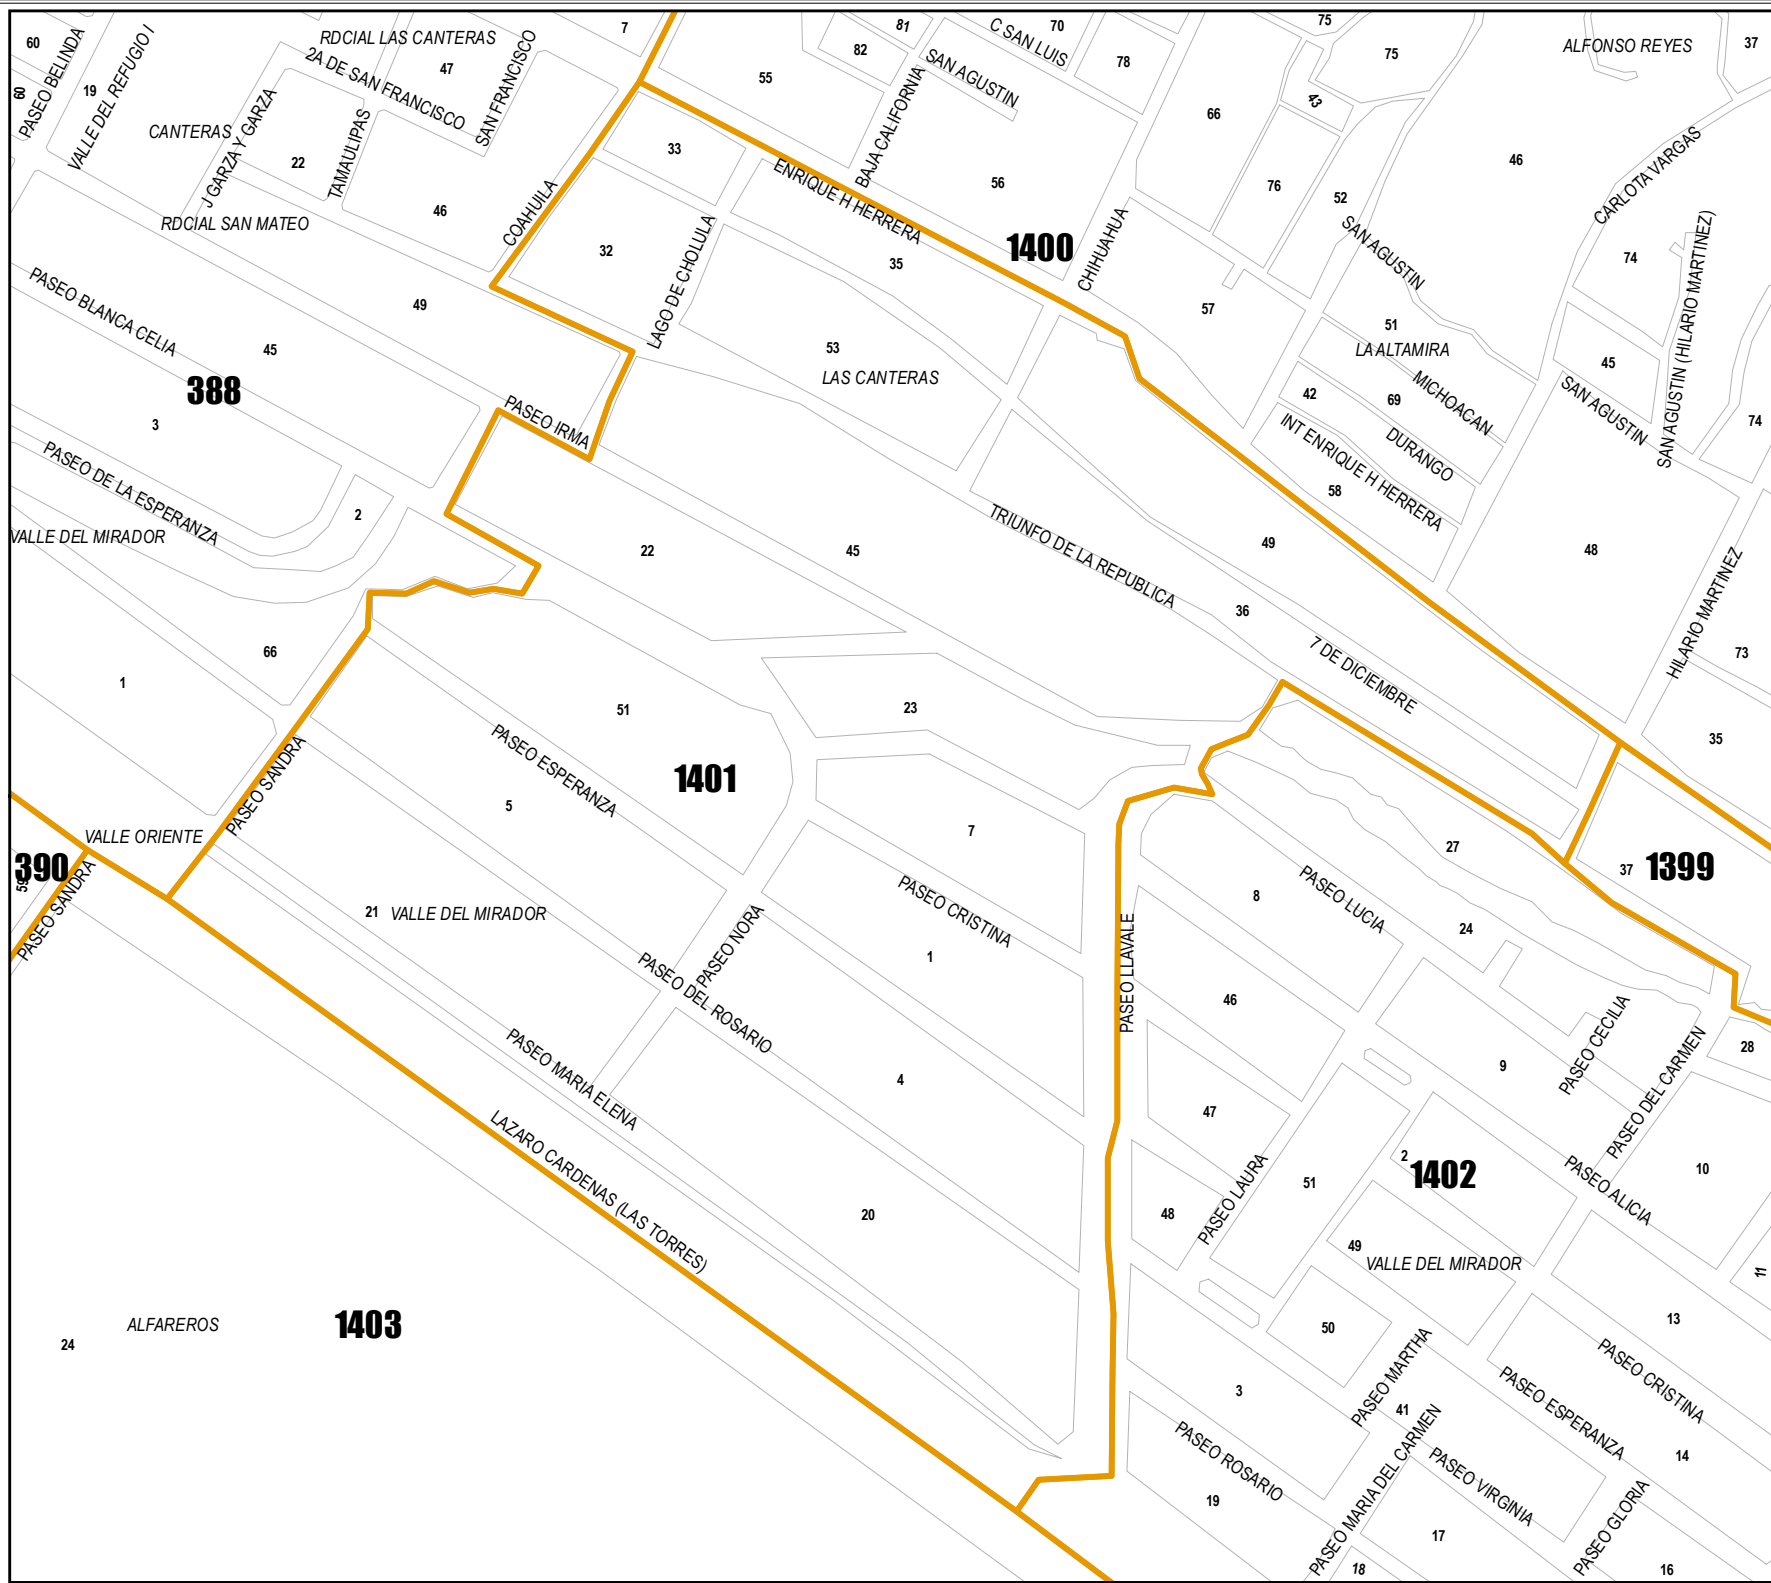 60
PASEO BELINDA
60
19
VALLE DEL REFUGIO I
RDCIAL LAS CANTERAS
2A DE SAN FRANCISCO
47
SAN FRANCISCO
7
CANTERAS
J GARZA Y GARZA
22
TAMAULIPAS
46
RDCIAL SAN MATEO
COAHUILA
55
81
82
C SAN LUIS
70
78
SAN AGUSTIN
BAJA CALIFORNIA
75
75
43
ALFONSO REYES
37
66
76
52
46
CARLOTA VARGAS
33
ENRIQUE H HERRERA
56
1400
CHIHUAHUA
SAN AGUSTIN
74
SAN AGUSTIN (HILARIO MARTINEZ)
32
LAGO DE CHOLULA
35
57
51
LA ALTAMIRA
45
PASEO BLANCA CELIA
45
49
388
3
53
LAS CANTERAS
42
69
MICHOACAN
DURANGO
INT ENRIQUE H HERRERA
58
SAN AGUSTIN
74
PASEO IRMA
PASEO DE LA ESPERANZA
2
VALLE DEL MIRADOR
22
45
TRIUNFO DE LA REPUBLICA
49
48
36
7 DE DICIEMBRE
HILARIO MARTINEZ
73
35
66
1
51
PASEO ESPERANZA
1401
23
PASEO SANDRA
5
7
VALLE ORIENTE
390
59
PASEO SANDRA
27
37
1399
8
PASEO LUCIA
24
21
VALLE DEL MIRADOR
PASEO CRISTINA
PASEO NORA
1
PASEO DEL ROSARIO
PASEO LLAVALE
46
PASEO CECILIA
PASEO DEL CARMEN
28
9
PASEO MARIA ELENA
4
47
LAZARO CARDENAS (LAS TORRES)
20
48
PASEO LAURA
51
2
1402
PASEO ALICIA
10
49
VALLE DEL MIRADOR
11
ALFAREROS
1403
24
50
13
PASEO MARTHA
PASEO CRISTINA
3
41
PASEO ESPERANZA
14
PASEO ROSARIO
PASEO MARIA DEL CARMEN
PASEO VIRGINIA
PASEO GLORIA
19
17
18
16